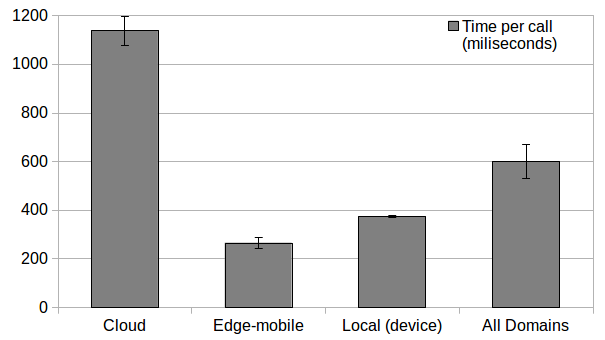 1200
1000
800
600
400
200
0
Time per call
(miliseconds)
Cloud
Edge-mobile
Local (device)
All Domains